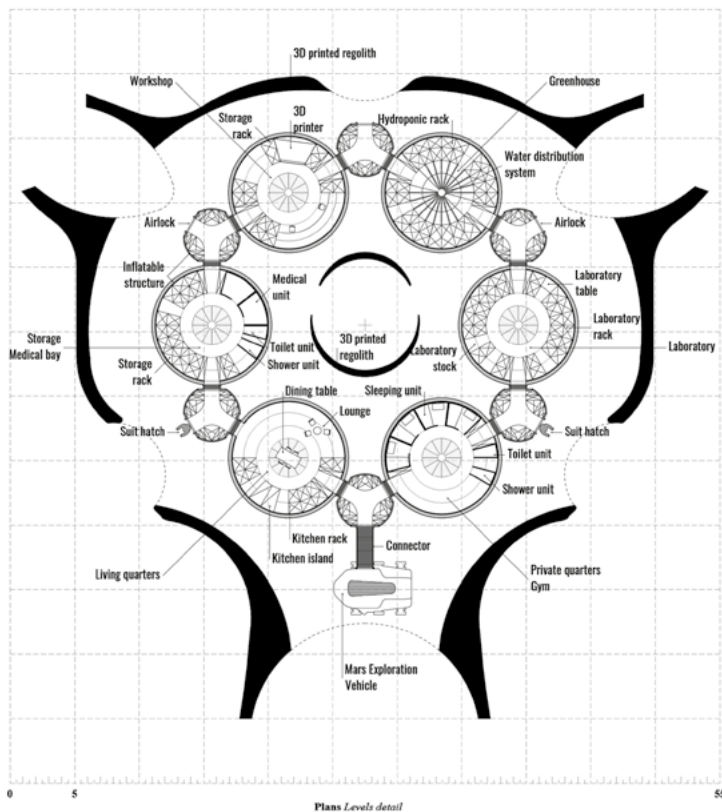 3D printed regolith
Workshop
Greenhouse
Storage
rack
3D
printer
Hydroponic rack
Water distribution
system
Airlock
Airlock
Inflatable
structure
Medical
unit
Laboratory
table
Laboratory
rack
Storage
Medical bay
Toilet unit
Shower unit
3D printed
regolith
Laboratory
stock
Laboratory
Storage
rack
Dining table
Sleeping unit
Lounge
Suit hatch
Suit hatch
Toilet unit
Shower unit
Kitchen rack
Kitchen island
Connector
Living quarters
Private quarters
Gym
Mars Exploration
Vehicle
0 5
Plans Levels detail